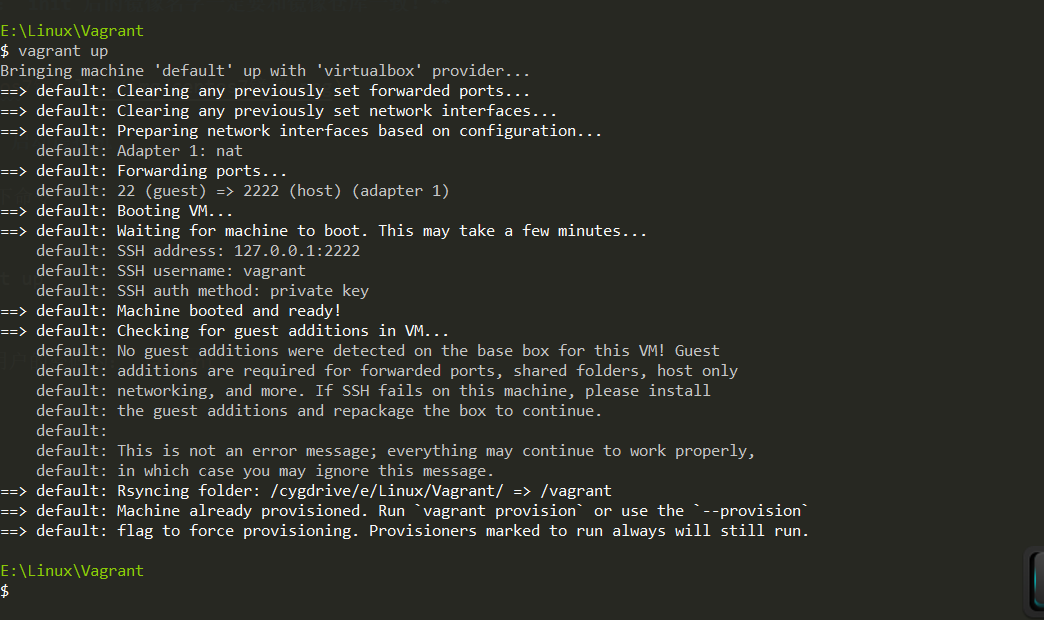 E:\Linux\Vagrant
$ vagrant up
Bringing machine 'default' up with 'virtualbox' provider...
==> default: Clearing any previously set forwarded ports...
==> default: Clearing any previously set network interfaces...
==> default: Preparing network interfaces based on configuration...
    default: Adapter 1: nat
==> default: Forwarding ports...
    default: 22 (guest) => 2222 (host) (adapter 1)
==> default: Booting VM...
==> default: Waiting for machine to boot. This may take a few minutes...
    default: SSH address: 127.0.0.1:2222
    default: SSH username: vagrant
    default: SSH auth method: private key
==> default: Machine booted and ready!
==> default: Checking for guest additions in VM...
    default: No guest additions were detected on the base box for this VM! Guest
    default: additions are required for forwarded ports, shared folders, host only
    default: networking, and more. If SSH fails on this machine, please install
    default: the guest additions and repackage the box to continue.
    default:
    default: This is not an error message; everything may continue to work properly,
    default: in which case you may ignore this message.
==> default: Rsyncing folder: /cygdrive/e/Linux/Vagrant/ => /vagrant
==> default: Machine already provisioned. Run `vagrant provision` or use the `--provision`
==> default: flag to force provisioning. Provisioners marked to run always will still run.
E:\Linux\Vagrant
$